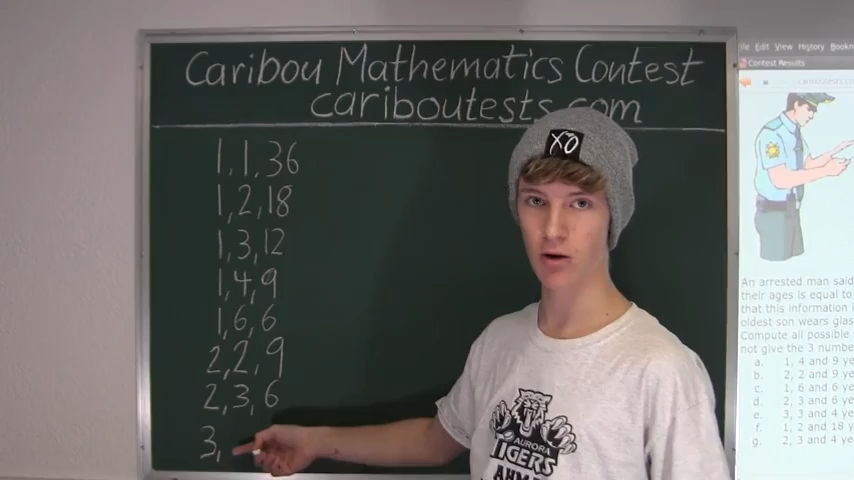 Caribou Mathematics Contest
cariboutests.com
1, 1, 36
1, 2, 18
1, 3, 12
1, 4, 9
1, 6, 6
2, 2, 9
2, 3, 6
3,
XO
AURORA
TIGERS
Edit View History Bookm
Contest Results
An arrested man said
their ages is equal to
that this information i
oldest son wears glas
Compute all possible
not give the 3 numbe
a. 1, 4 and 9 ye
b. 2, 2 and 9 ye
c. 1, 6 and 6 ye
d. 2, 3 and 6 ye
e. 3, 3 and 4 ye
f. 1, 2 and 18 y
g. 2, 3 and 4 ye